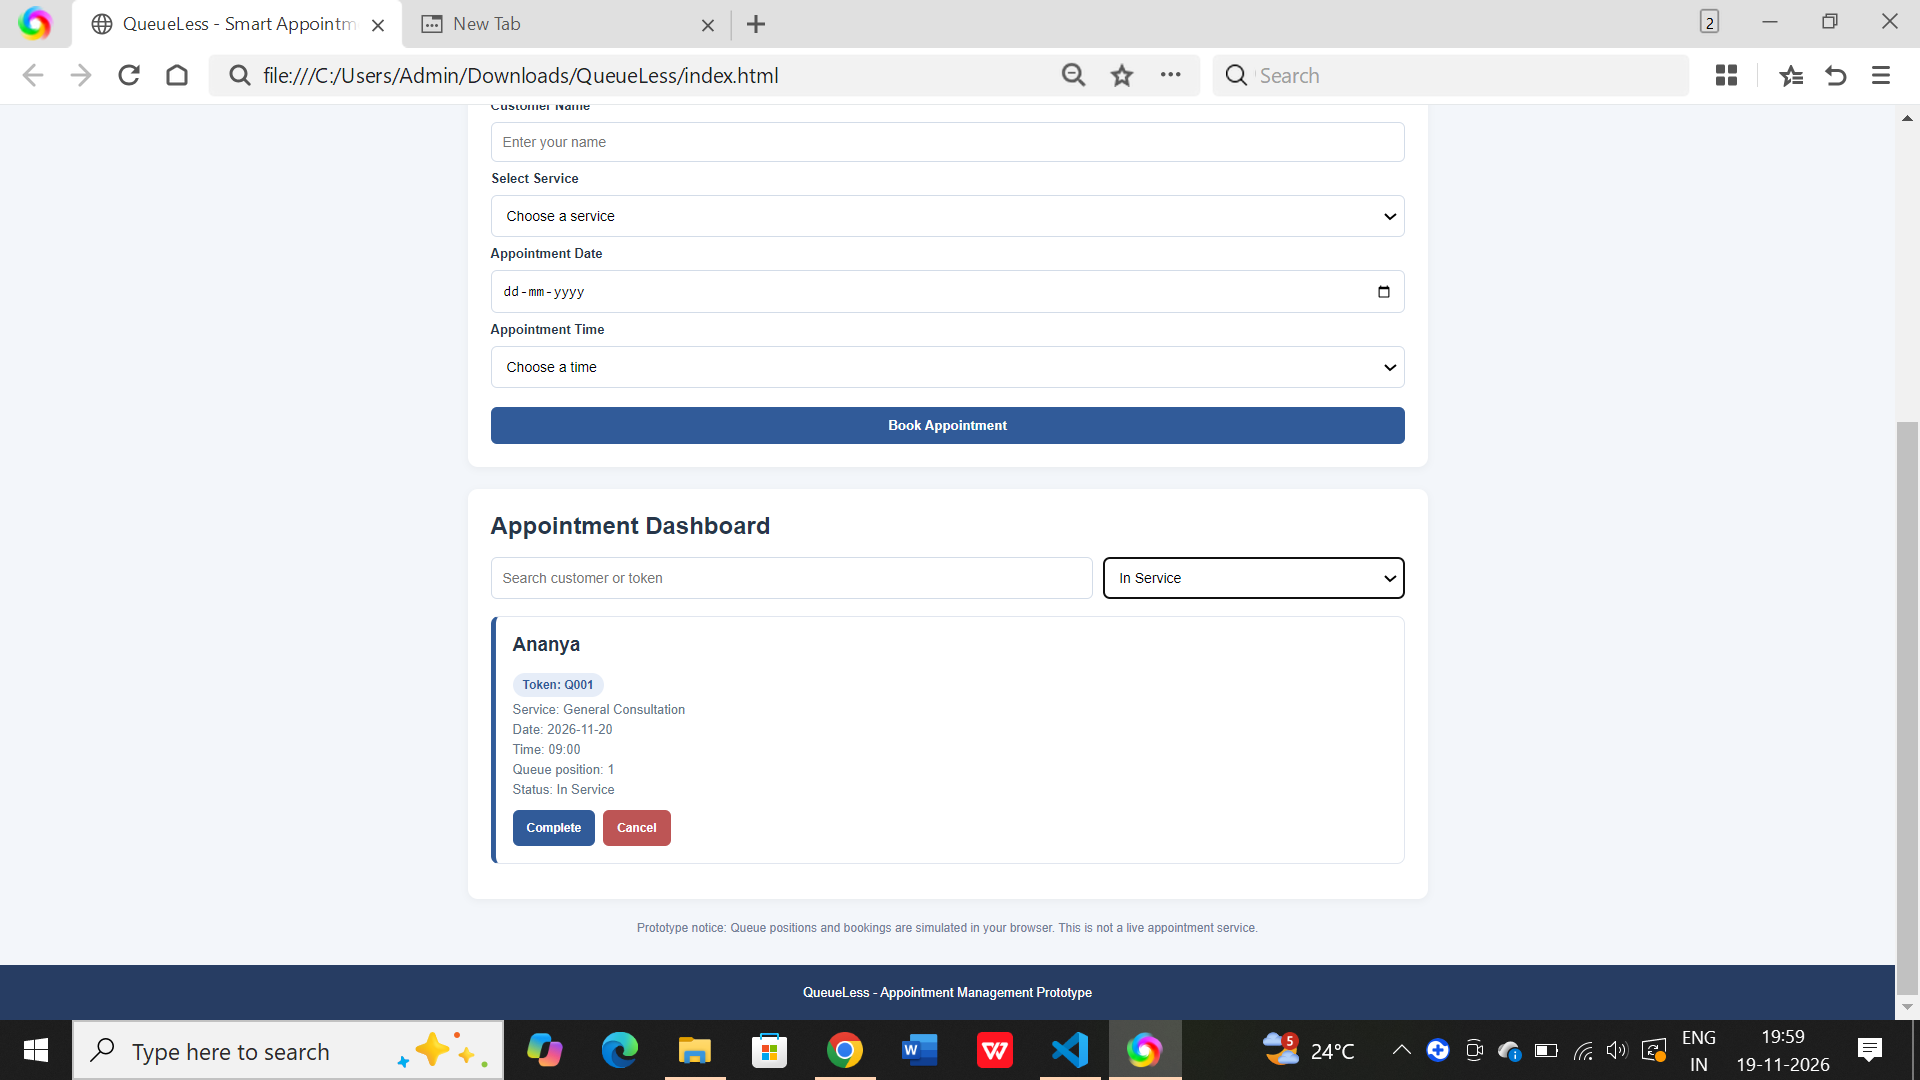 QueueLess - Smart Appointm
New Tab
2
file:///C:/Users/Admin/Downloads/QueueLess/index.html
Search
Customer Name
Enter your name
Select Service
Choose a service
Appointment Date
dd-mm-yyyy
Appointment Time
Choose a time
Book Appointment
Appointment Dashboard
Search customer or token
In Service
Ananya
Token: Q001
Service: General Consultation
Date: 2026-11-20
Time: 09:00
Queue position: 1
Status: In Service
Complete
Cancel
Prototype notice: Queue positions and bookings are simulated in your browser. This is not a live appointment service.
QueueLess - Appointment Management Prototype
Type here to search
5
24°C
ENG
IN
19:59
19-11-2026